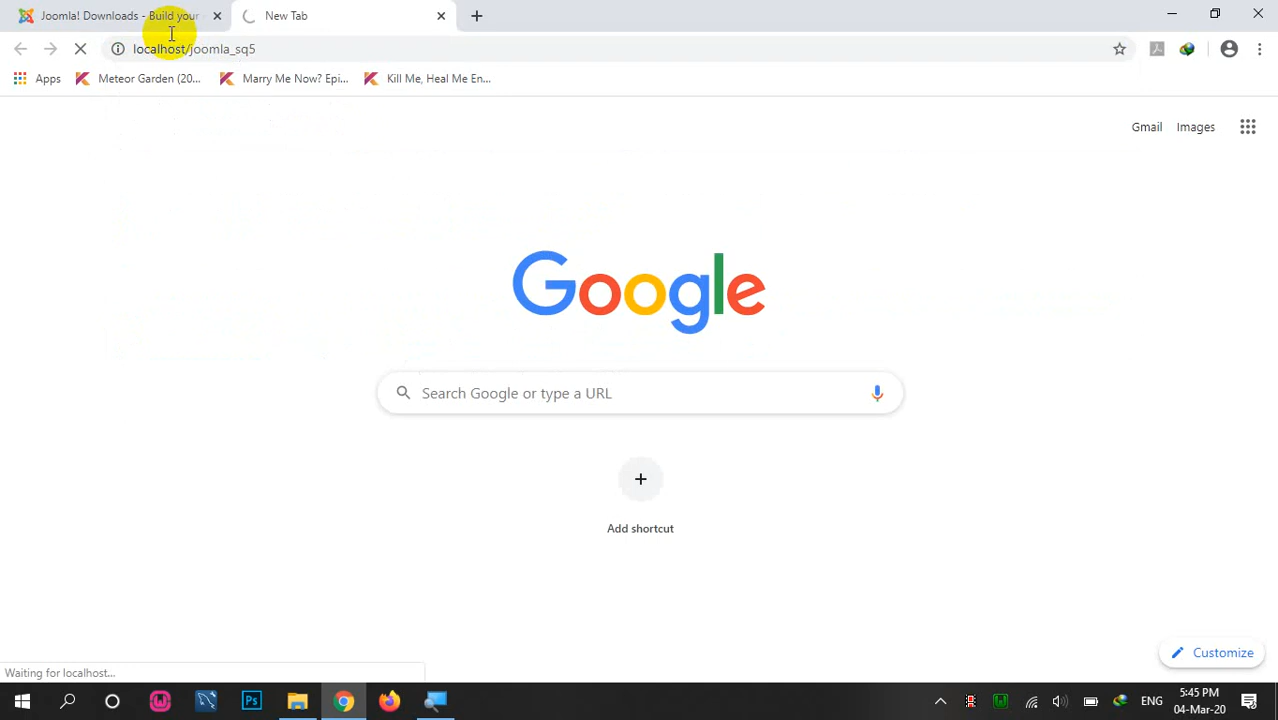 Joomla! Downloads - Build your
New Tab
localhost/joomla_sq5
Apps
Meteor Garden (20...
Marry Me Now? Epi...
Kill Me, Heal Me En...
Gmail
Images
Google
Search Google or type a URL
Add shortcut
Customize
Waiting for localhost...
Ps
ENG
5:45 PM
04-Mar-20